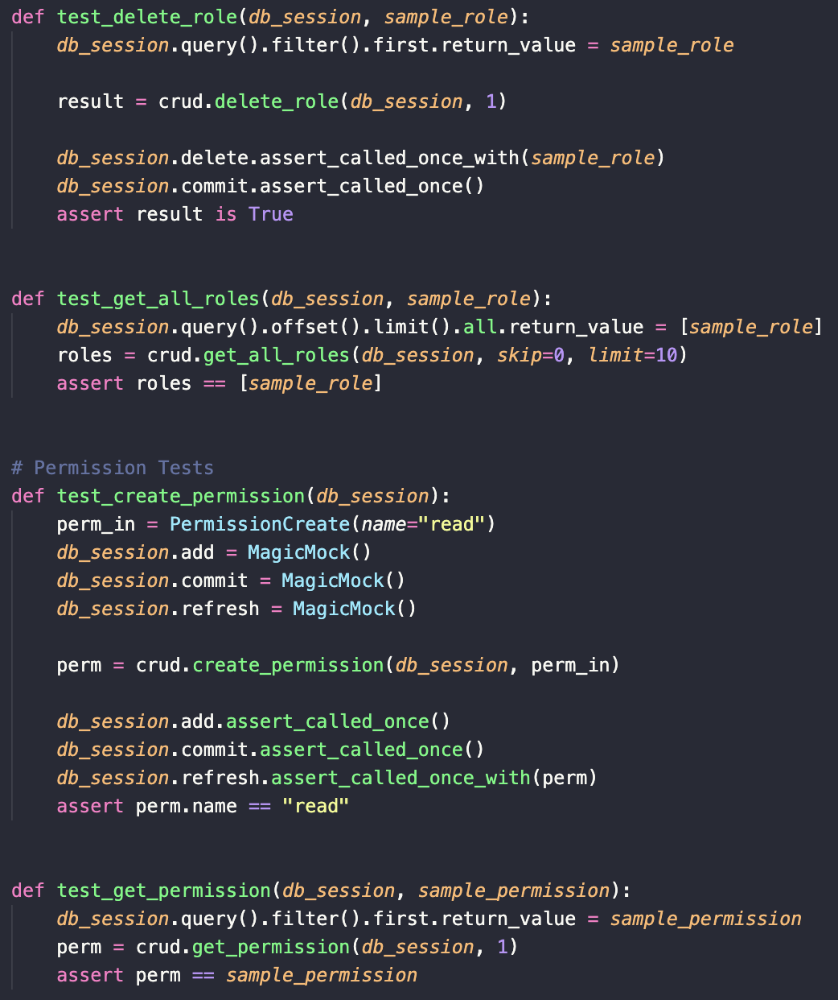 def test_delete_role(db_session, sample_role):
    db_session.query().filter().first.return_value = sample_role

    result = crud.delete_role(db_session, 1)

    db_session.delete.assert_called_once_with(sample_role)
    db_session.commit.assert_called_once()
    assert result is True


def test_get_all_roles(db_session, sample_role):
    db_session.query().offset().limit().all.return_value = [sample_role]
    roles = crud.get_all_roles(db_session, skip=0, limit=10)
    assert roles == [sample_role]


# Permission Tests
def test_create_permission(db_session):
    perm_in = PermissionCreate(name="read")
    db_session.add = MagicMock()
    db_session.commit = MagicMock()
    db_session.refresh = MagicMock()

    perm = crud.create_permission(db_session, perm_in)

    db_session.add.assert_called_once()
    db_session.commit.assert_called_once()
    db_session.refresh.assert_called_once_with(perm)
    assert perm.name == "read"


def test_get_permission(db_session, sample_permission):
    db_session.query().filter().first.return_value = sample_permission
    perm = crud.get_permission(db_session, 1)
    assert perm == sample_permission